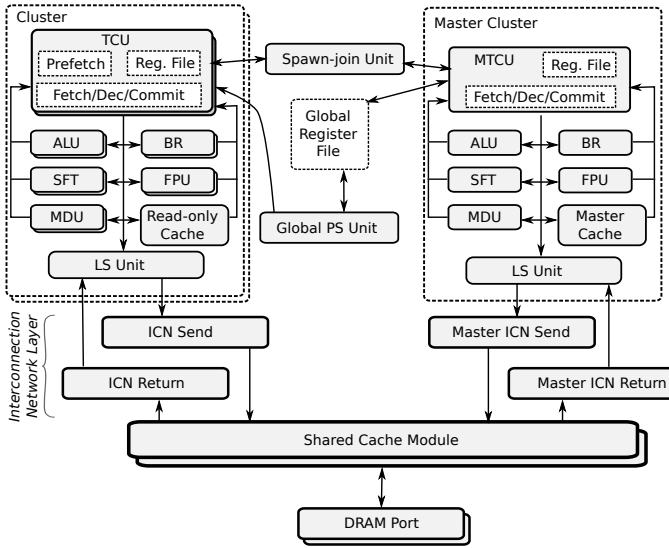 Cluster
TCU
Prefetch
Reg. File
Fetch/Dec/Commit
ALU
BR
SFT
FPU
MDU
Read-only
Cache
LS Unit
Spawn-join Unit
Global
Register
File
Global PS Unit
Master Cluster
MTCU
Reg. File
Fetch/Dec/Commit
ALU
BR
SFT
FPU
MDU
Master
Cache
LS Unit
Interconnection
Network Layer
ICN Send
ICN Return
Master ICN Send
Master ICN Return
Shared Cache Module
DRAM Port